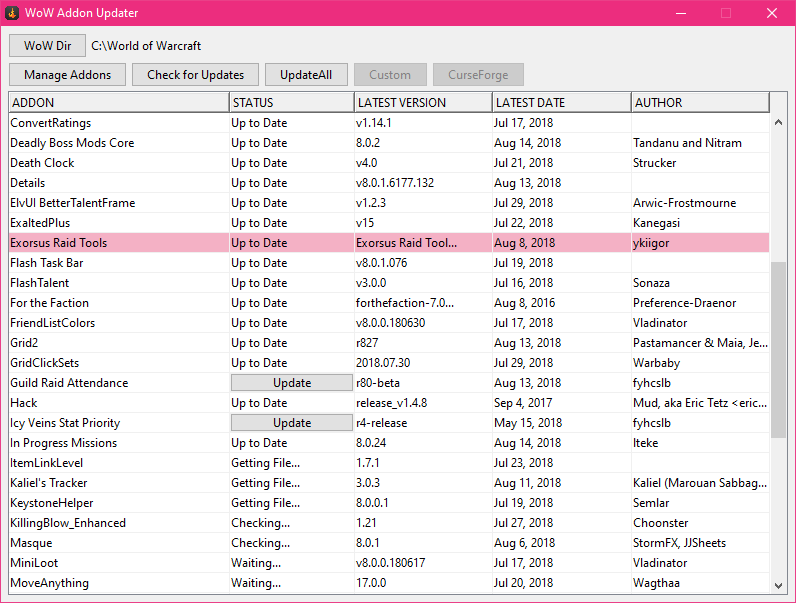 WoW Addon Updater
WoW Dir C:\World of Warcraft
Manage Addons Check for Updates UpdateAll Custom CurseForge
ADDON STATUS LATEST VERSION LATEST DATE AUTHOR
ConvertRatings Up to Date v1.14.1 Jul 17, 2018
Deadly Boss Mods Core Up to Date 8.0.2 Aug 14, 2018 Tandanu and Nitram
Death Clock Up to Date v4.0 Jul 21, 2018 Strucker
Details Up to Date v8.0.1.6177.132 Aug 13, 2018
ElvUI BetterTalentFrame Up to Date v1.2.3 Jul 29, 2018 Arwic-Frostmourne
ExaltedPlus Up to Date v15 Jul 22, 2018 Kanegasi
Exorsus Raid Tools Up to Date Exorsus Raid Tool... Aug 8, 2018 ykiigor
Flash Task Bar Up to Date v8.0.1.076 Jul 19, 2018
FlashTalent Up to Date v3.0.0 Jul 16, 2018 Sonaza
For the Faction Up to Date forthefaction-7.0... Aug 8, 2016 Preference-Draenor
FriendListColors Up to Date v8.0.0.180630 Jul 17, 2018 Vladinator
Grid2 Up to Date r827 Aug 13, 2018 Pastamancer & Maia, Je...
GridClickSets Up to Date 2018.07.30 Jul 29, 2018 Warbaby
Guild Raid Attendance Update r80-beta Aug 13, 2018 fyhcslb
Hack Up to Date release_v1.4.8 Sep 4, 2017 Mud, aka Eric Tetz <eric...
Icy Veins Stat Priority Update r4-release May 15, 2018 fyhcslb
In Progress Missions Up to Date 8.0.24 Aug 14, 2018 Iteke
ItemLinkLevel Getting File... 1.7.1 Jul 23, 2018
Kaliel's Tracker Getting File... 3.0.3 Aug 11, 2018 Kaliel (Marouan Sabbag...
KeystoneHelper Getting File... 8.0.0.1 Jul 19, 2018 Semlar
KillingBlow_Enhanced Checking... 1.21 Jul 27, 2018 Choonster
Masque Checking... 8.0.1 Aug 6, 2018 StormFX, JJSheets
MiniLoot Waiting... v8.0.0.180617 Jul 17, 2018 Vladinator
MoveAnything Waiting... 17.0.0 Jul 20, 2018 Wagthaa